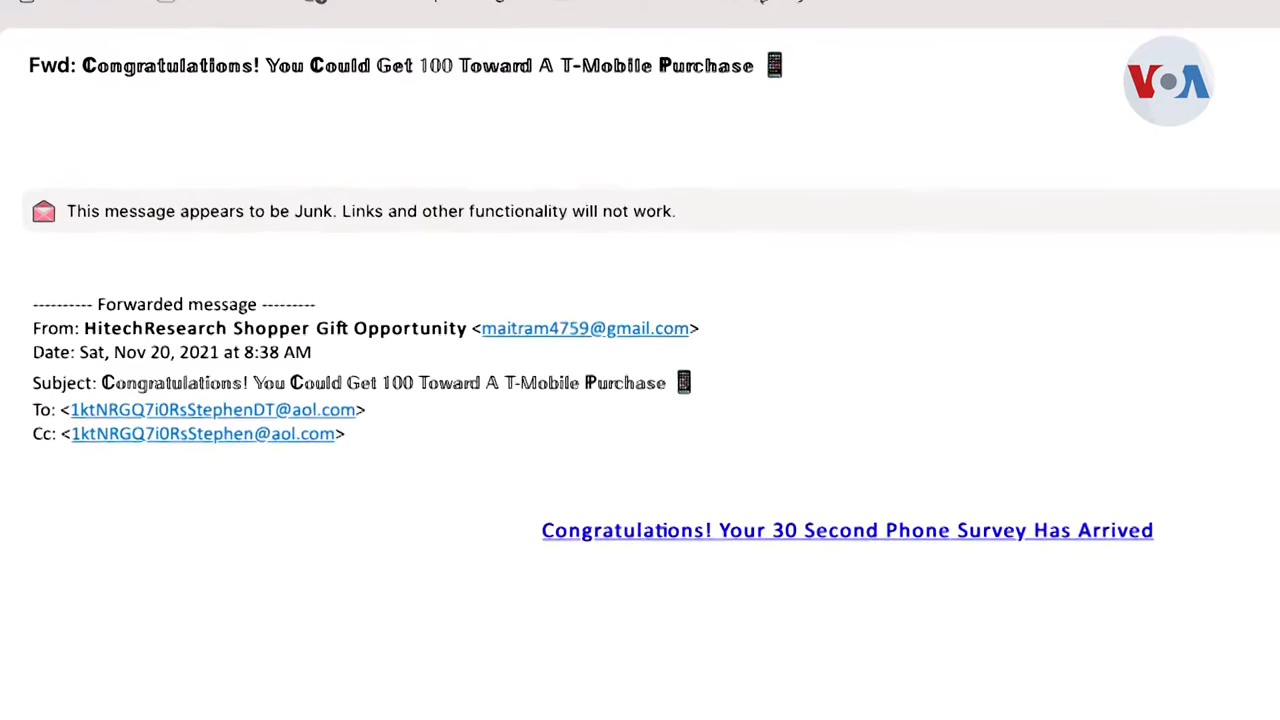 Fwd: ℂongratulations! You ℂould Get 100 Toward A T-Mobile ℙurchase 📱
VOA
This message appears to be Junk. Links and other functionality will not work.
---------- Forwarded message ---------
From: HitechResearch Shopper Gift Opportunity <maitram4759@gmail.com>
Date: Sat, Nov 20, 2021 at 8:38 AM
Subject: ℂongratulations! You ℂould Get 100 Toward A T-Mobile ℙurchase 📱
To: <1ktNRGQ7i0RsStephenDT@aol.com>
Cc: <1ktNRGQ7i0RsStephen@aol.com>
Congratulations! Your 30 Second Phone Survey Has Arrived